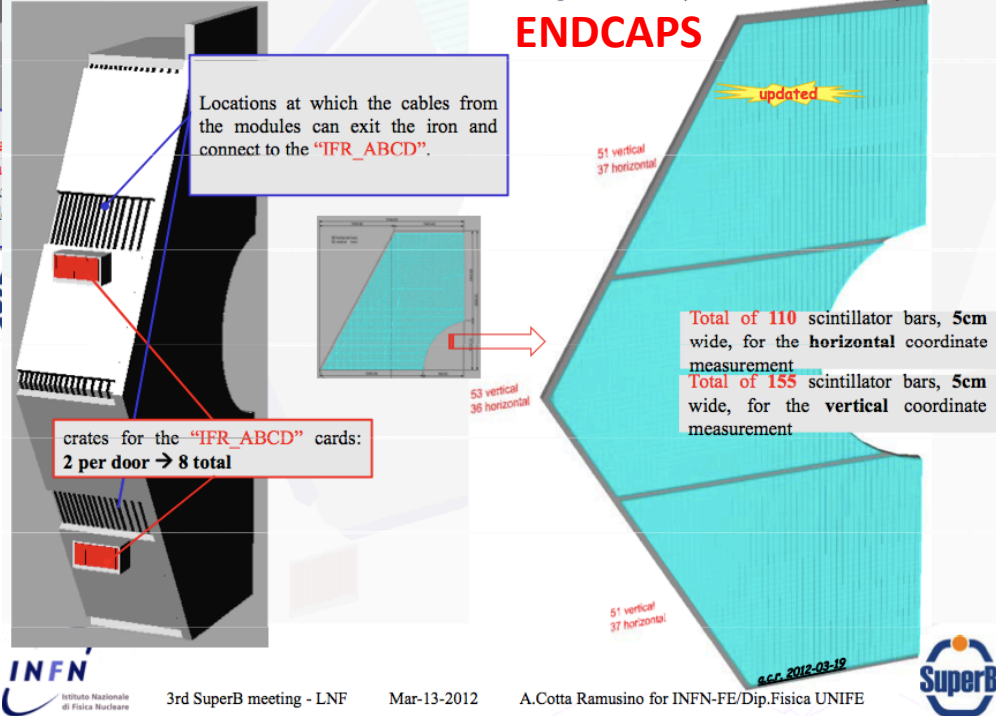 ENDCAPS
Locations at which the cables from
the modules can exit the iron and
connect to the “IFR_ABCD”.
updated
51 vertical
37 horizontal
Total of 110 scintillator bars, 5cm
wide, for the horizontal coordinate
measurement
Total of 155 scintillator bars, 5cm
wide, for the vertical coordinate
measurement
53 vertical
36 horizontal
crates for the “IFR_ABCD” cards:
2 per door → 8 total
51 vertical
37 horizontal
a.c.r. 2012-03-19
INFN
Istituto Nazionale
di Fisica Nucleare
3rd SuperB meeting - LNF Mar-13-2012 A.Cotta Ramusino for INFN-FE/Dip.Fisica UNIFE
SuperB